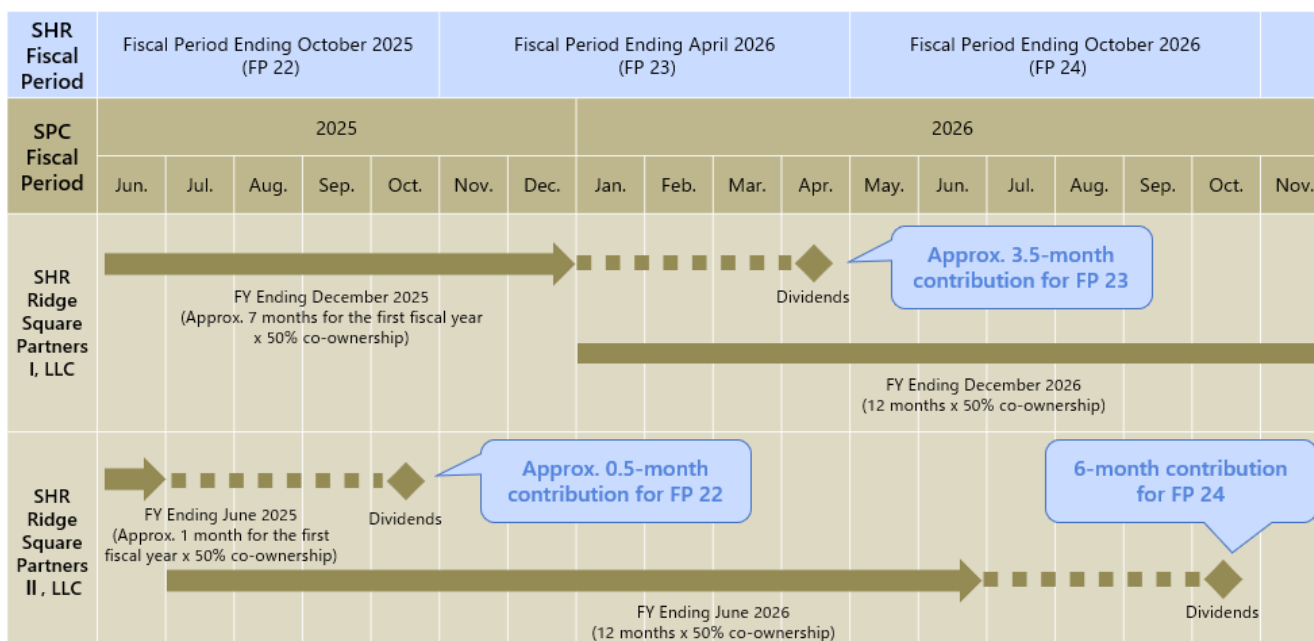 SHR
Fiscal
Period
Fiscal Period Ending October 2025
(FP 22)
Fiscal Period Ending April 2026
(FP 23)
Fiscal Period Ending October 2026
(FP 24)
SPC
Fiscal
Period
2025
2026
Jun.
Jul.
Aug.
Sep.
Oct.
Nov.
Dec.
Jan.
Feb.
Mar.
Apr.
May.
Jun.
Jul.
Aug.
Sep.
Oct.
Nov.
SHR
Ridge
Square
Partners
I, LLC
FY Ending December 2025
(Approx. 7 months for the first fiscal year
x 50% co-ownership)
Dividends
Approx. 3.5-month
contribution for FP 23
FY Ending December 2026
(12 months x 50% co-ownership)
SHR
Ridge
Square
Partners
II , LLC
FY Ending June 2025
(Approx. 1 month for the first
fiscal year x 50% co-ownership)
Dividends
Approx. 0.5-month
contribution for FP 22
6-month contribution
for FP 24
FY Ending June 2026
(12 months x 50% co-ownership)
Dividends